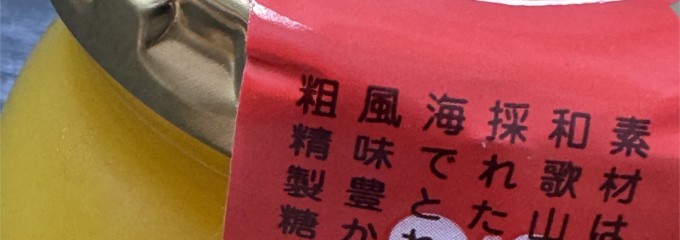 素材は
和歌山
採れた
海でとれ
風味豊か
粗精製糖